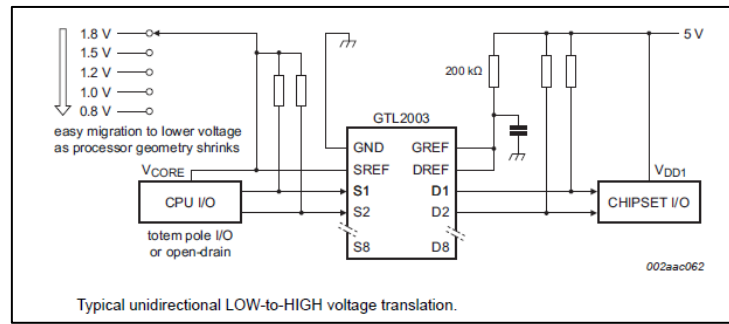 1.8 V
1.5 V
1.2 V
1.0 V
0.8 V
easy migration to lower voltage
as processor geometry shrinks
5 V
200 kΩ
GTL2003
GND GREF
SREF DREF
S1 D1
S2 D2
S8 D8
VCORE
CPU I/O
totem pole I/O
or open-drain
VDD1
CHIPSET I/O
002aac062
Typical unidirectional LOW-to-HIGH voltage translation.